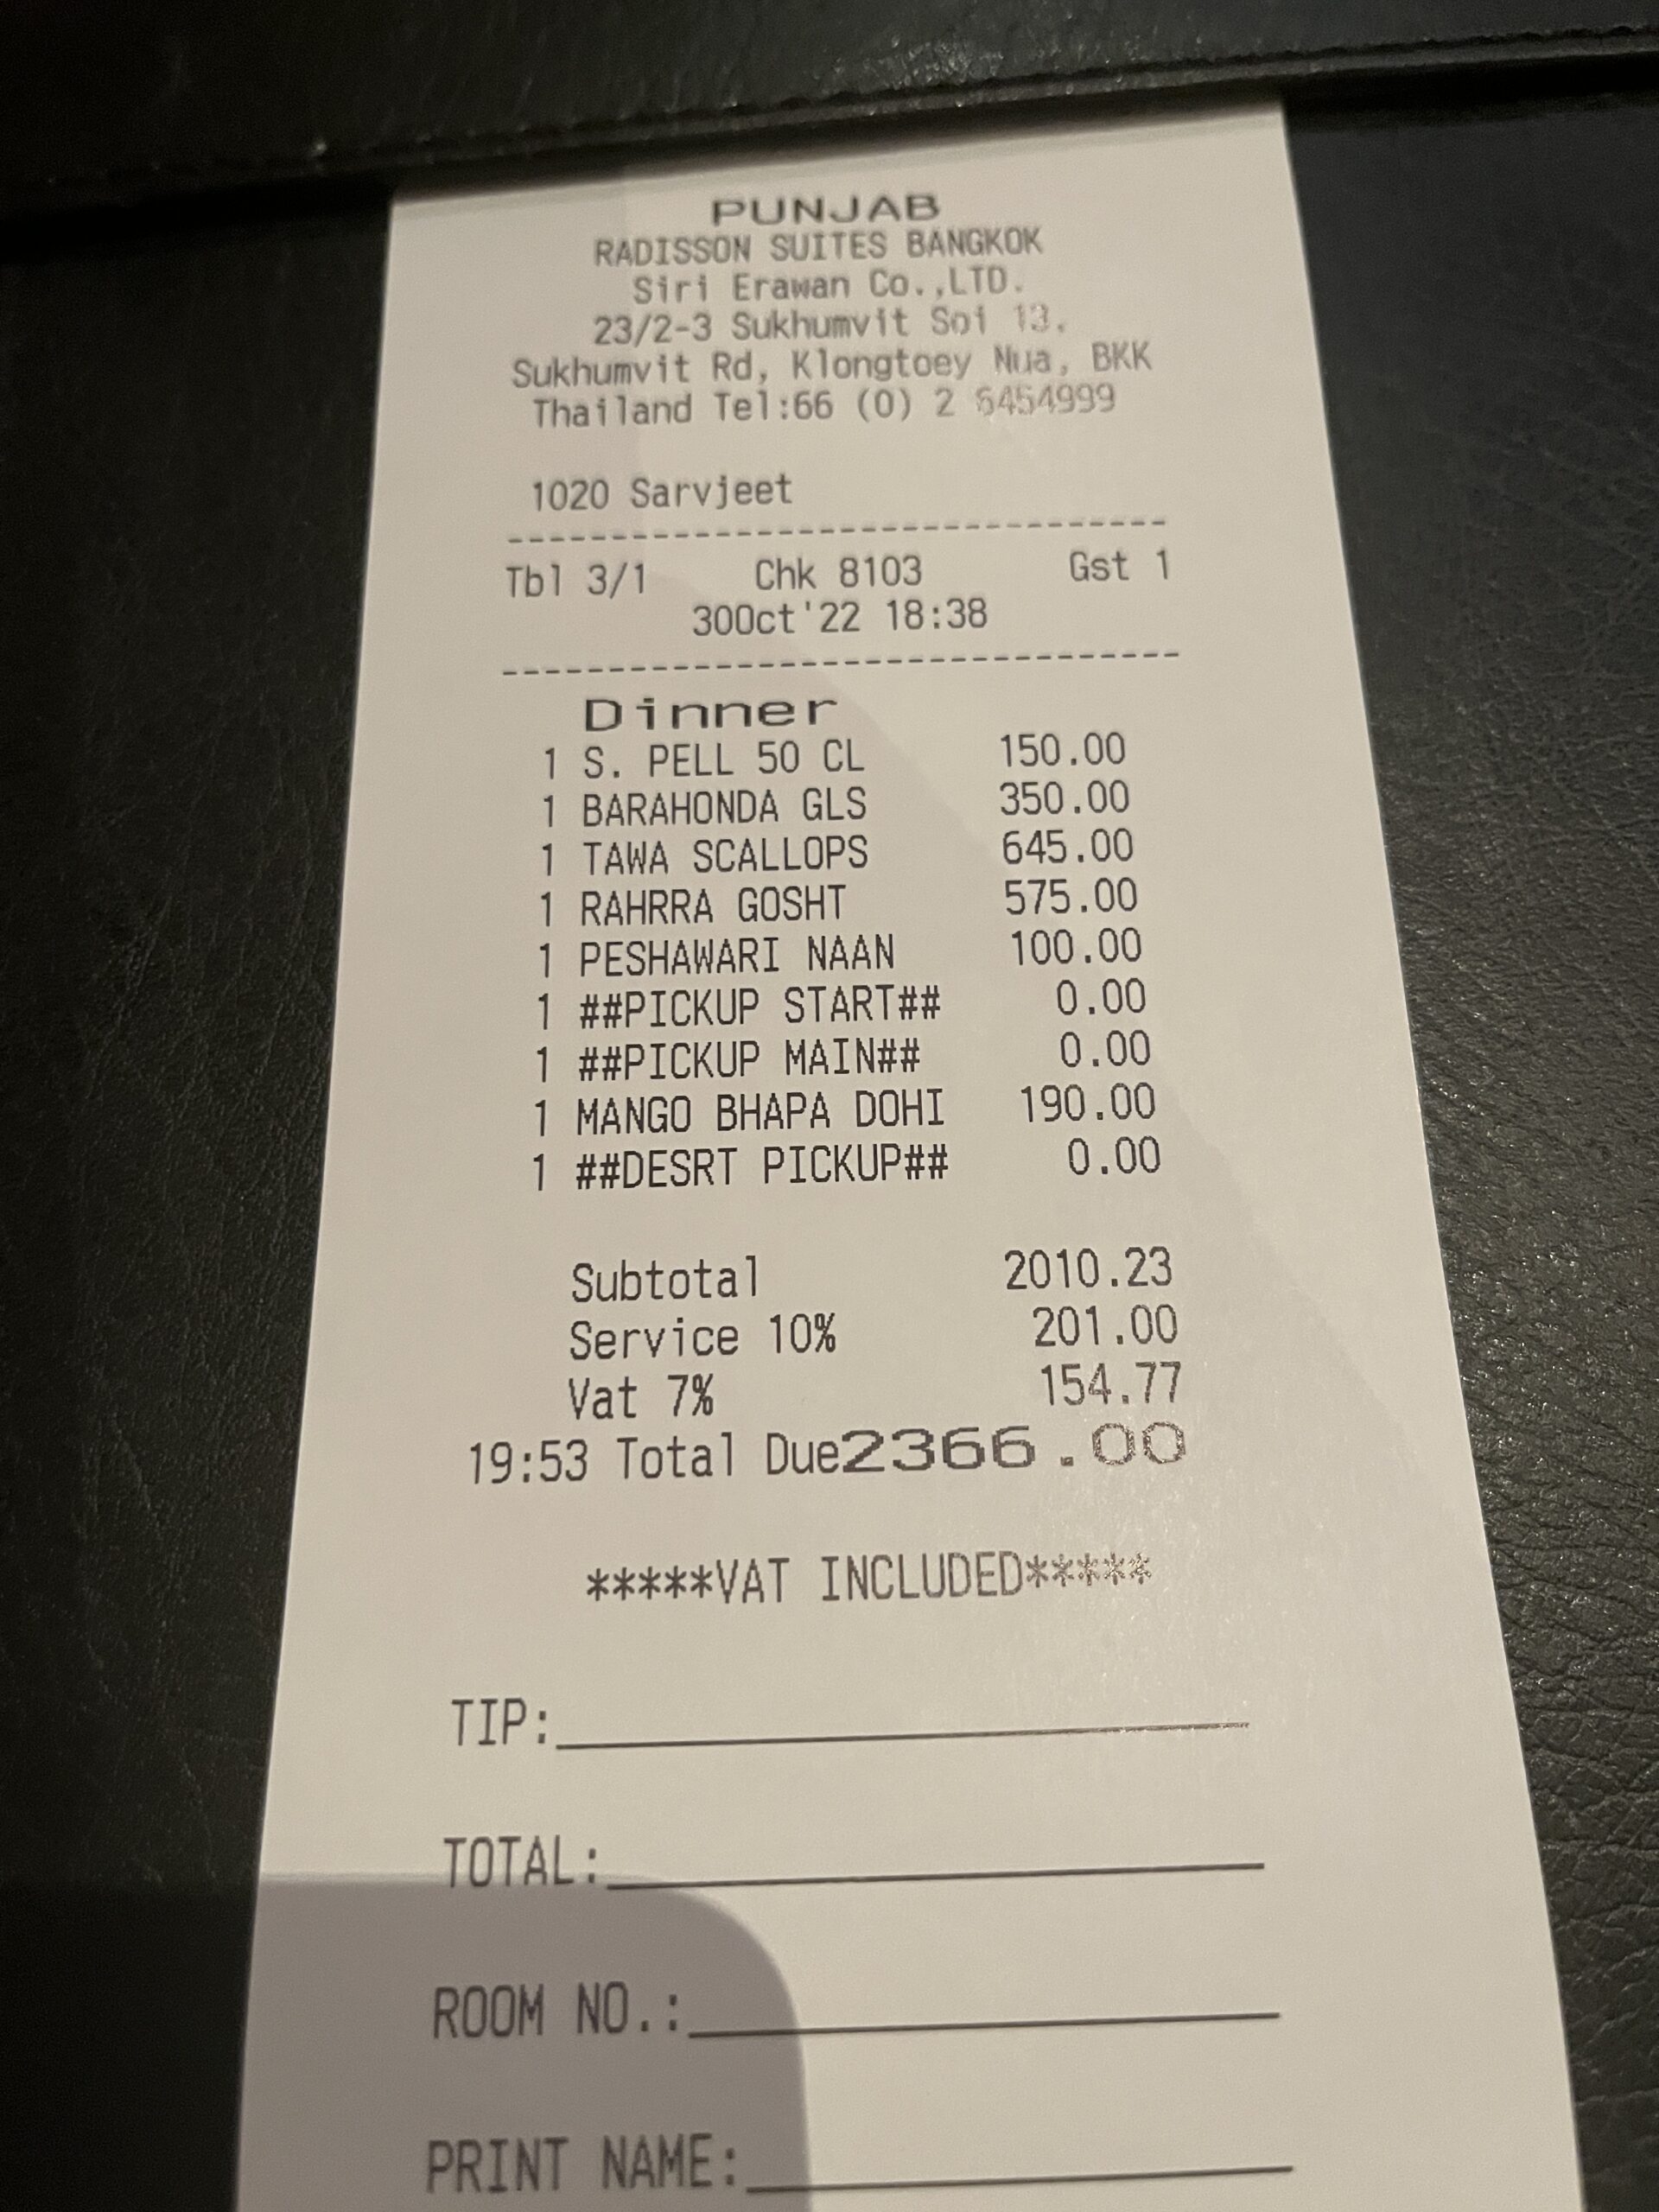 PUNJAB
RADISSON SUITES BANGKOK
Siri Erawan Co.,LTD.
23/2-3 Sukhumvit Soi 13,
Sukhumvit Rd, Klongtoey Nua, BKK
Thailand Tel:66 (0) 2 6454999
1020 Sarvjeet
--------------------------------
Tbl 3/1 Chk 8103 Gst 1
30Oct'22 18:38
--------------------------------
Dinner
1 S. PELL 50 CL 150.00
1 BARAHONDA GLS 350.00
1 TAWA SCALLOPS 645.00
1 RAHRRA GOSHT 575.00
1 PESHAWARI NAAN 100.00
1 ##PICKUP START## 0.00
1 ##PICKUP MAIN## 0.00
1 MANGO BHAPA DOHI 190.00
1 ##DESRT PICKUP## 0.00
Subtotal 2010.23
Service 10% 201.00
Vat 7% 154.77
19:53 Total Due2366.00
*****VAT INCLUDED*****
TIP:
TOTAL:
ROOM NO.:
PRINT NAME: